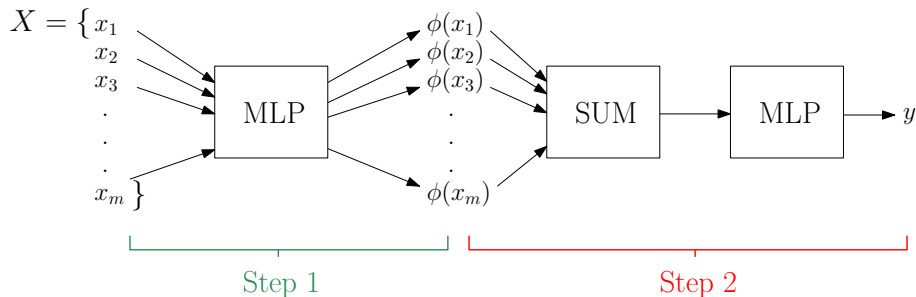 X = { x₁ ϕ(x₁)
x₂ ϕ(x₂)
x₃ ϕ(x₃)
MLP SUM MLP y
. .
. .
. .
xₘ } ϕ(xₘ)
Step 1 Step 2